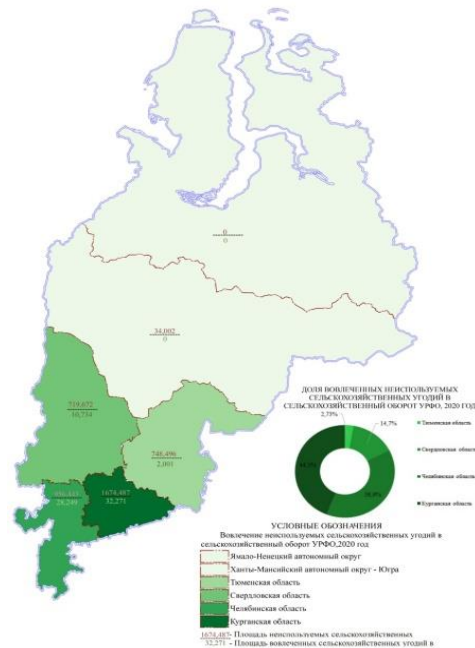 0
0
34,002
0
719,672
10,734
748,496
2,001
28,249
1674,487
32,271
ДОЛЯ ВОВЛЕЧЕННЫХ НЕИСПОЛЬЗУЕМЫХ
СЕЛЬСКОХОЗЯЙСТВЕННЫХ УГОДИЙ В
СЕЛЬСКОХОЗЯЙСТВЕННЫЙ ОБОРОТ УРФО, 2020 ГОД
2,73%
14,7%
Тюменская область
Свердловская область
Челябинская область
Курганская область
УСЛОВНЫЕ ОБОЗНАЧЕНИЯ
Вовлечение неиспользуемых сельскохозяйственных угодий в
сельскохозяйственный оборот УРФО,2020 год
Ямало-Ненецкий автономный округ
Ханты-Мансийский автономный округ - Югра
Тюменская область
Свердловская область
Челябинская область
Курганская область
1674,487- Площадь неиспользуемых сельскохозяйственных
32,271 - Площадь вовлеченных сельскохозяйственных угодий в